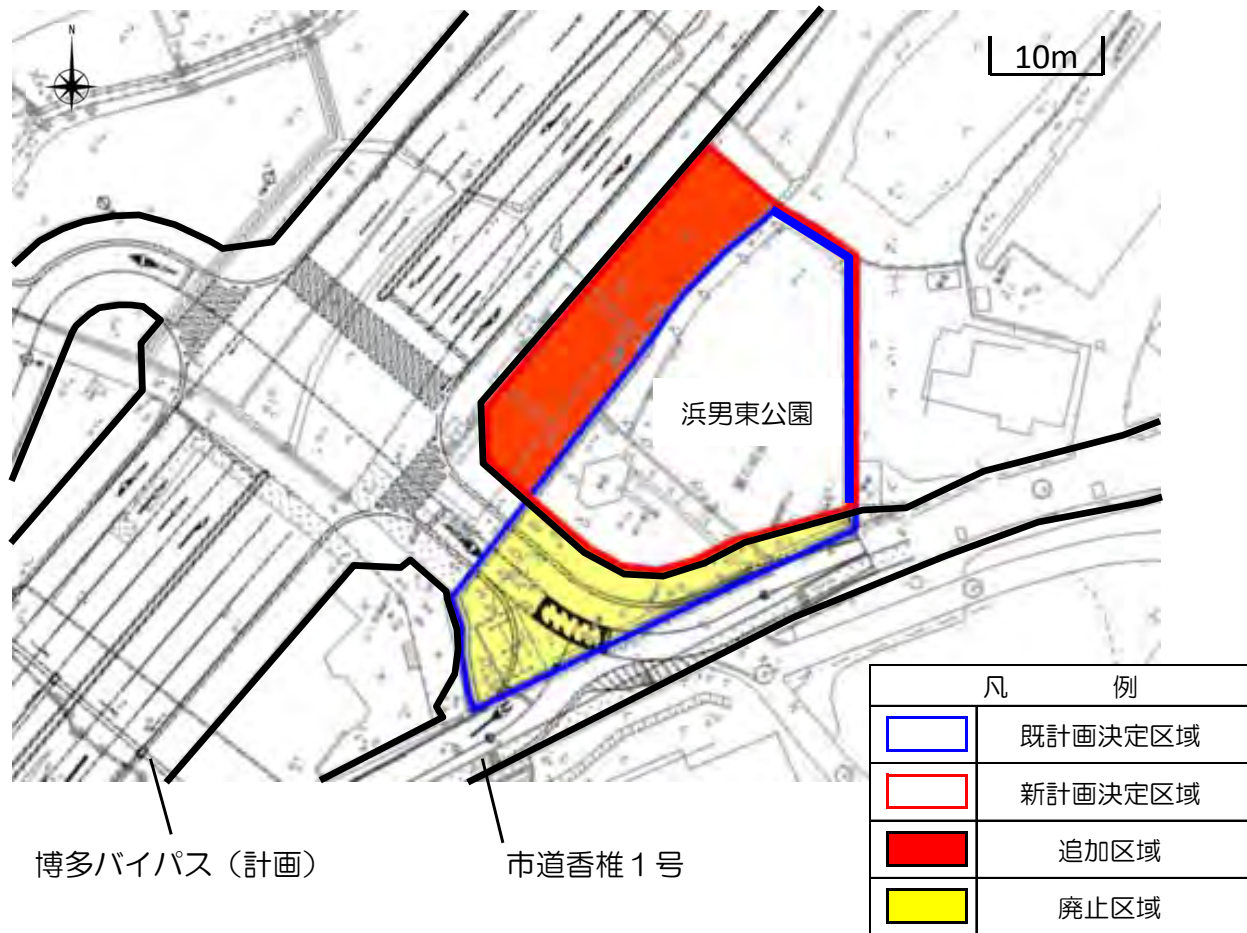 N
10m
浜男東公園
凡 例
既計画決定区域
新計画決定区域
追加区域
廃止区域
博多バイパス（計画）
市道香椎１号